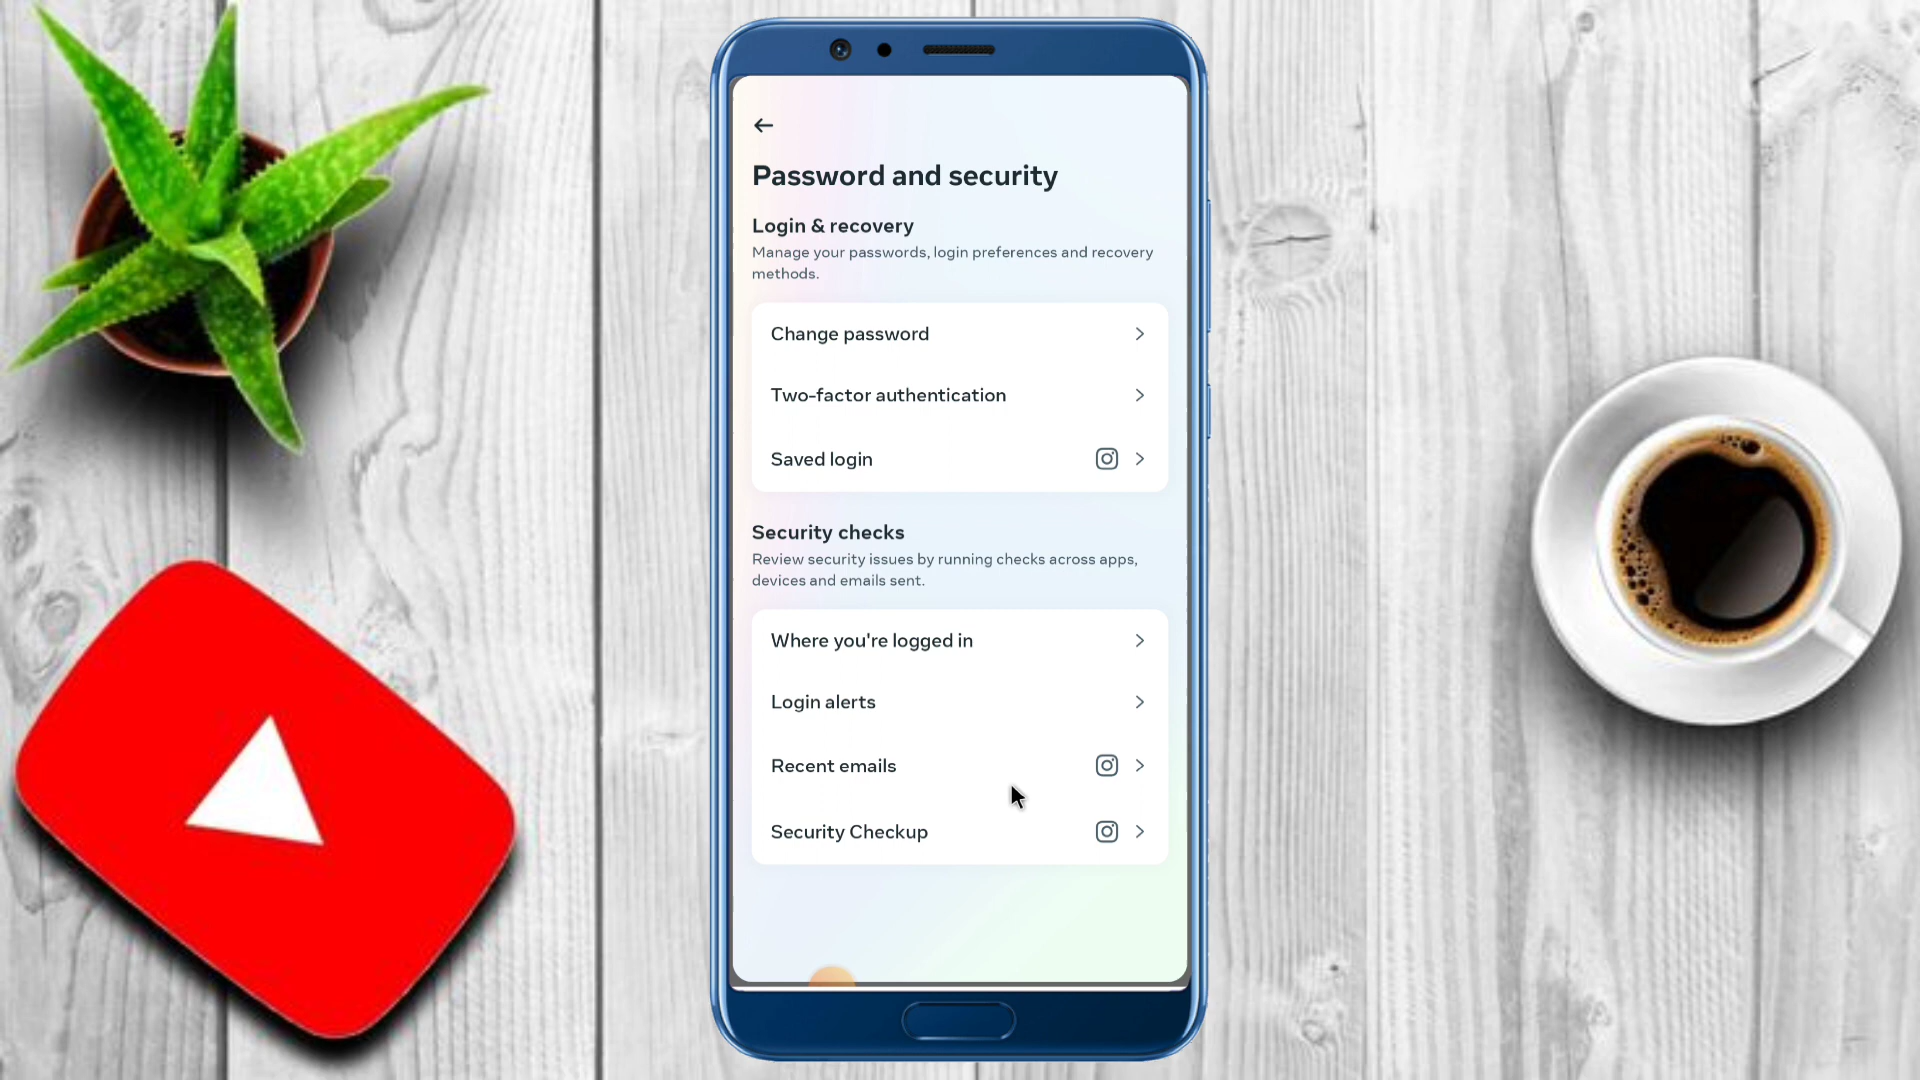 Password and security
Login & recovery
Manage your passwords, login preferences and recovery
methods.
Change password
Two-factor authentication
Saved login
Security checks
Review security issues by running checks across apps,
devices and emails sent.
Where you're logged in
Login alerts
Recent emails
Security Checkup